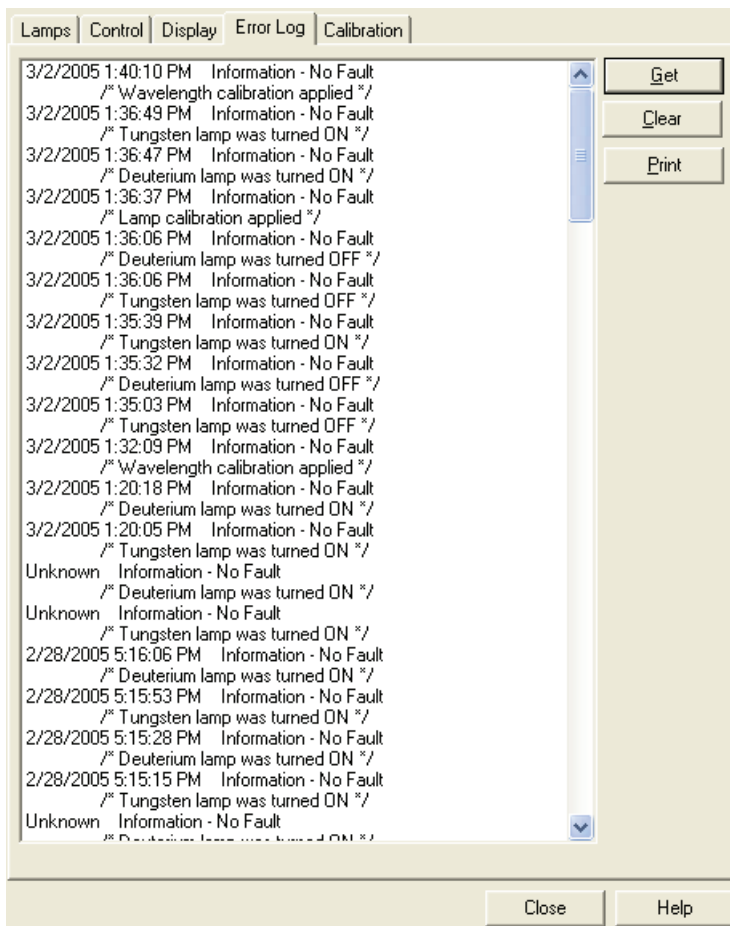 Lamps Control Display Error Log Calibration
3/2/2005 1:40:10 PM Information - No Fault
/* Wavelength calibration applied */
3/2/2005 1:36:49 PM Information - No Fault
/* Tungsten lamp was turned ON */
3/2/2005 1:36:47 PM Information - No Fault
/* Deuterium lamp was turned ON */
3/2/2005 1:36:37 PM Information - No Fault
/* Lamp calibration applied */
3/2/2005 1:36:06 PM Information - No Fault
/* Deuterium lamp was turned OFF */
3/2/2005 1:36:06 PM Information - No Fault
/* Tungsten lamp was turned OFF */
3/2/2005 1:35:39 PM Information - No Fault
/* Tungsten lamp was turned ON */
3/2/2005 1:35:32 PM Information - No Fault
/* Deuterium lamp was turned OFF */
3/2/2005 1:35:03 PM Information - No Fault
/* Tungsten lamp was turned OFF */
3/2/2005 1:32:09 PM Information - No Fault
/* Wavelength calibration applied */
3/2/2005 1:20:18 PM Information - No Fault
/* Deuterium lamp was turned ON */
3/2/2005 1:20:05 PM Information - No Fault
/* Tungsten lamp was turned ON */
Unknown Information - No Fault
/* Deuterium lamp was turned ON */
Unknown Information - No Fault
/* Tungsten lamp was turned ON */
2/28/2005 5:16:06 PM Information - No Fault
/* Deuterium lamp was turned ON */
2/28/2005 5:15:53 PM Information - No Fault
/* Tungsten lamp was turned ON */
2/28/2005 5:15:28 PM Information - No Fault
/* Deuterium lamp was turned ON */
2/28/2005 5:15:15 PM Information - No Fault
/* Tungsten lamp was turned ON */
Unknown Information - No Fault
/* Deuterium lamp was turned ON */
Get
Clear
Print
Close Help